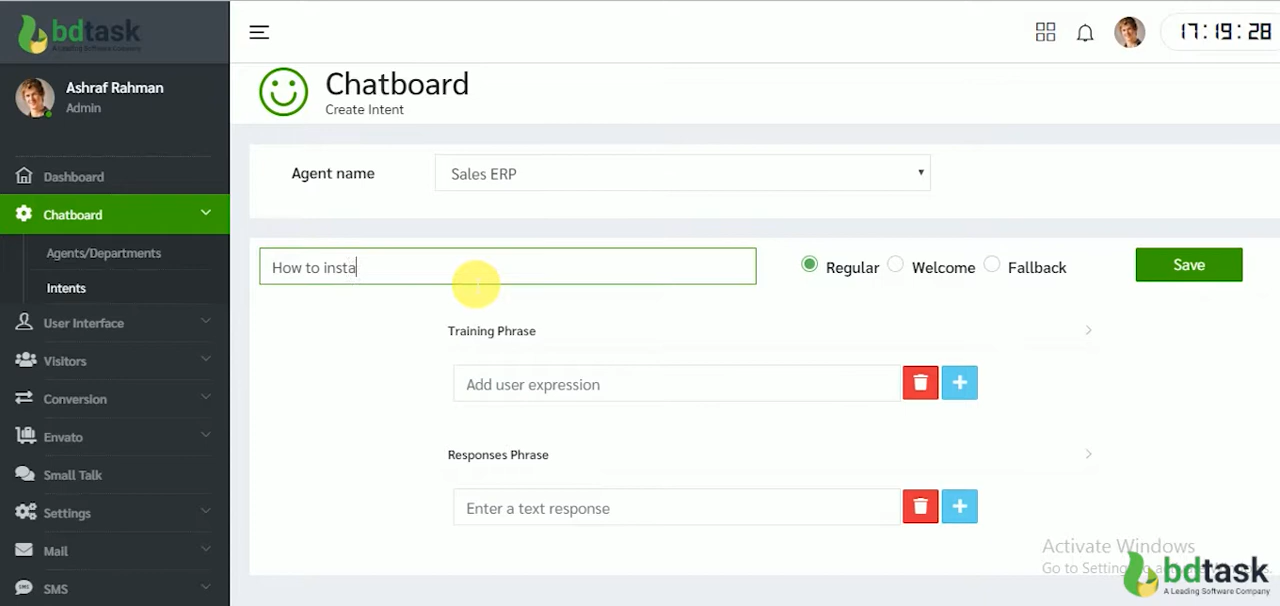 bdtask
A Leading Software Company
17:19:28
Ashraf Rahman
Admin
Chatboard
Create Intent
Dashboard
Chatboard
Agents/Departments
Intents
User Interface
Visitors
Conversion
Envato
Small Talk
Settings
Mail
SMS
Agent name
Sales ERP
How to insta
Regular
Welcome
Fallback
Save
Training Phrase
Add user expression
Responses Phrase
Enter a text response
Activate Windows
Go to Setting
bdtask
A Leading Software Company